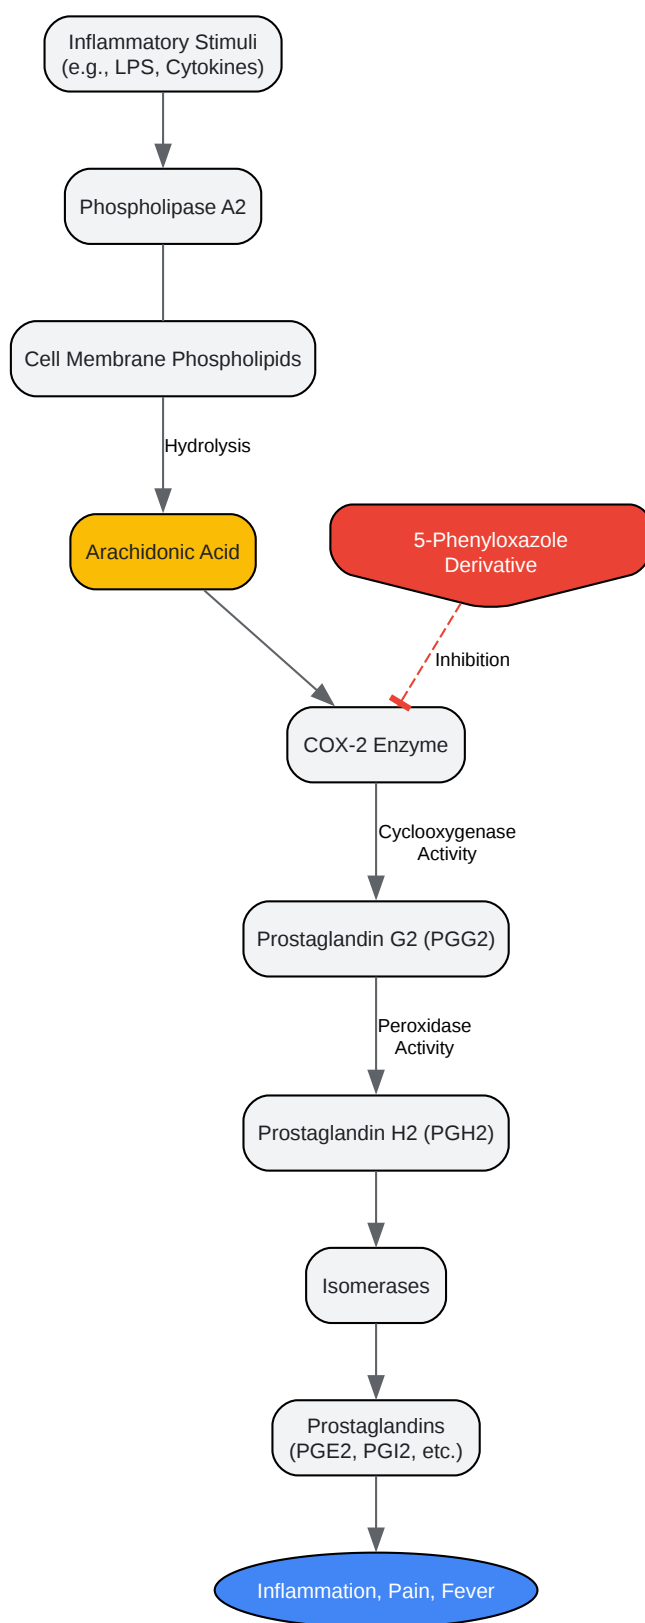 Inflammatory Stimuli
(e.g., LPS, Cytokines)
Phospholipase A2
Cell Membrane Phospholipids
Hydrolysis
Arachidonic Acid
5-Phenyloxazole
Derivative
Inhibition
COX-2 Enzyme
Cyclooxygenase
Activity
Prostaglandin G2 (PGG2)
Peroxidase
Activity
Prostaglandin H2 (PGH2)
Isomerases
Prostaglandins
(PGE2, PGI2, etc.)
Inflammation, Pain, Fever